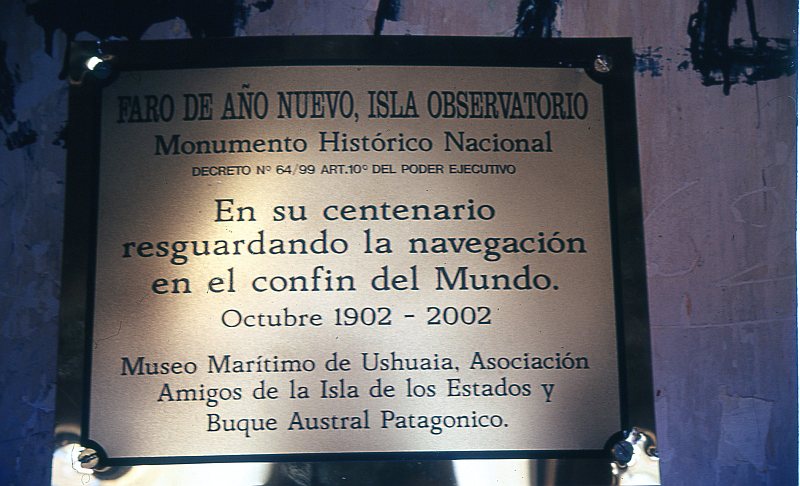 FARO DE AÑO NUEVO, ISLA OBSERVATORIO
Monumento Histórico Nacional
DECRETO Nº 64/99 ART.10º DEL PODER EJECUTIVO
En su centenario
resguardando la navegación
en el confin del Mundo.
Octubre 1902 - 2002
Museo Marítimo de Ushuaia, Asociación
Amigos de la Isla de los Estados y
Buque Austral Patagonico.